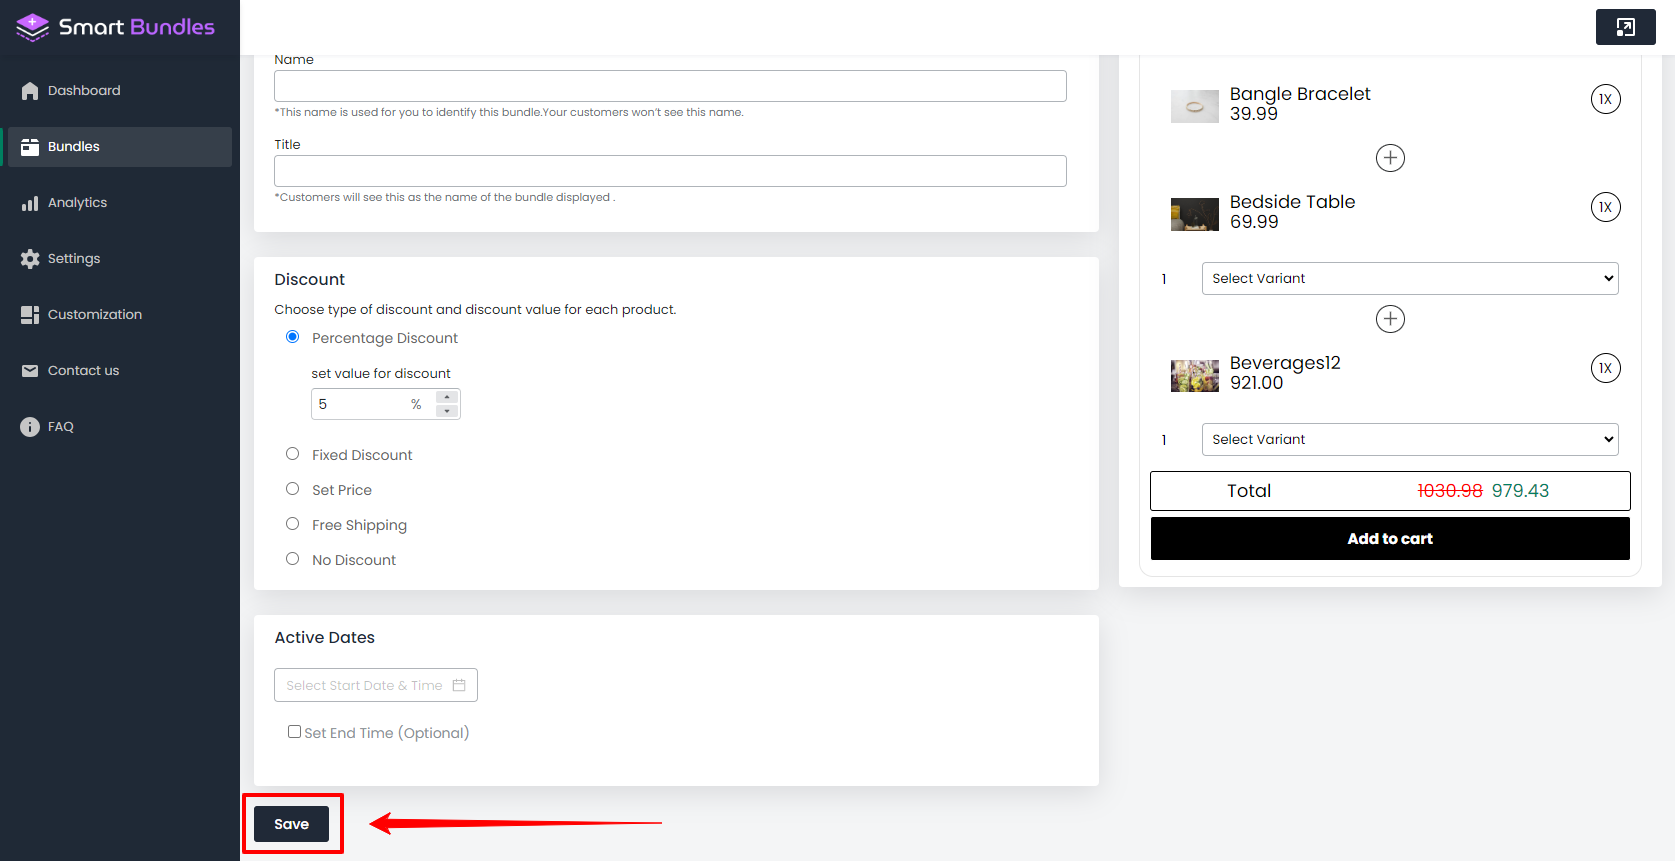 Smart Bundles
Dashboard
Bundles
Analytics
Settings
Customization
Contact us
FAQ
Name
*This name is used for you to identify this bundle.Your customers won't see this name.
Title
*Customers will see this as the name of the bundle displayed .
Discount
Choose type of discount and discount value for each product.
Percentage Discount
set value for discount
5 %
Fixed Discount
Set Price
Free Shipping
No Discount
Active Dates
Select Start Date & Time
Set End Time (Optional)
Save
Bangle Bracelet
39.99
1X
Bedside Table
69.99
1X
1 Select Variant
Beverages12
921.00
1X
1 Select Variant
Total 1030.98 979.43
Add to cart